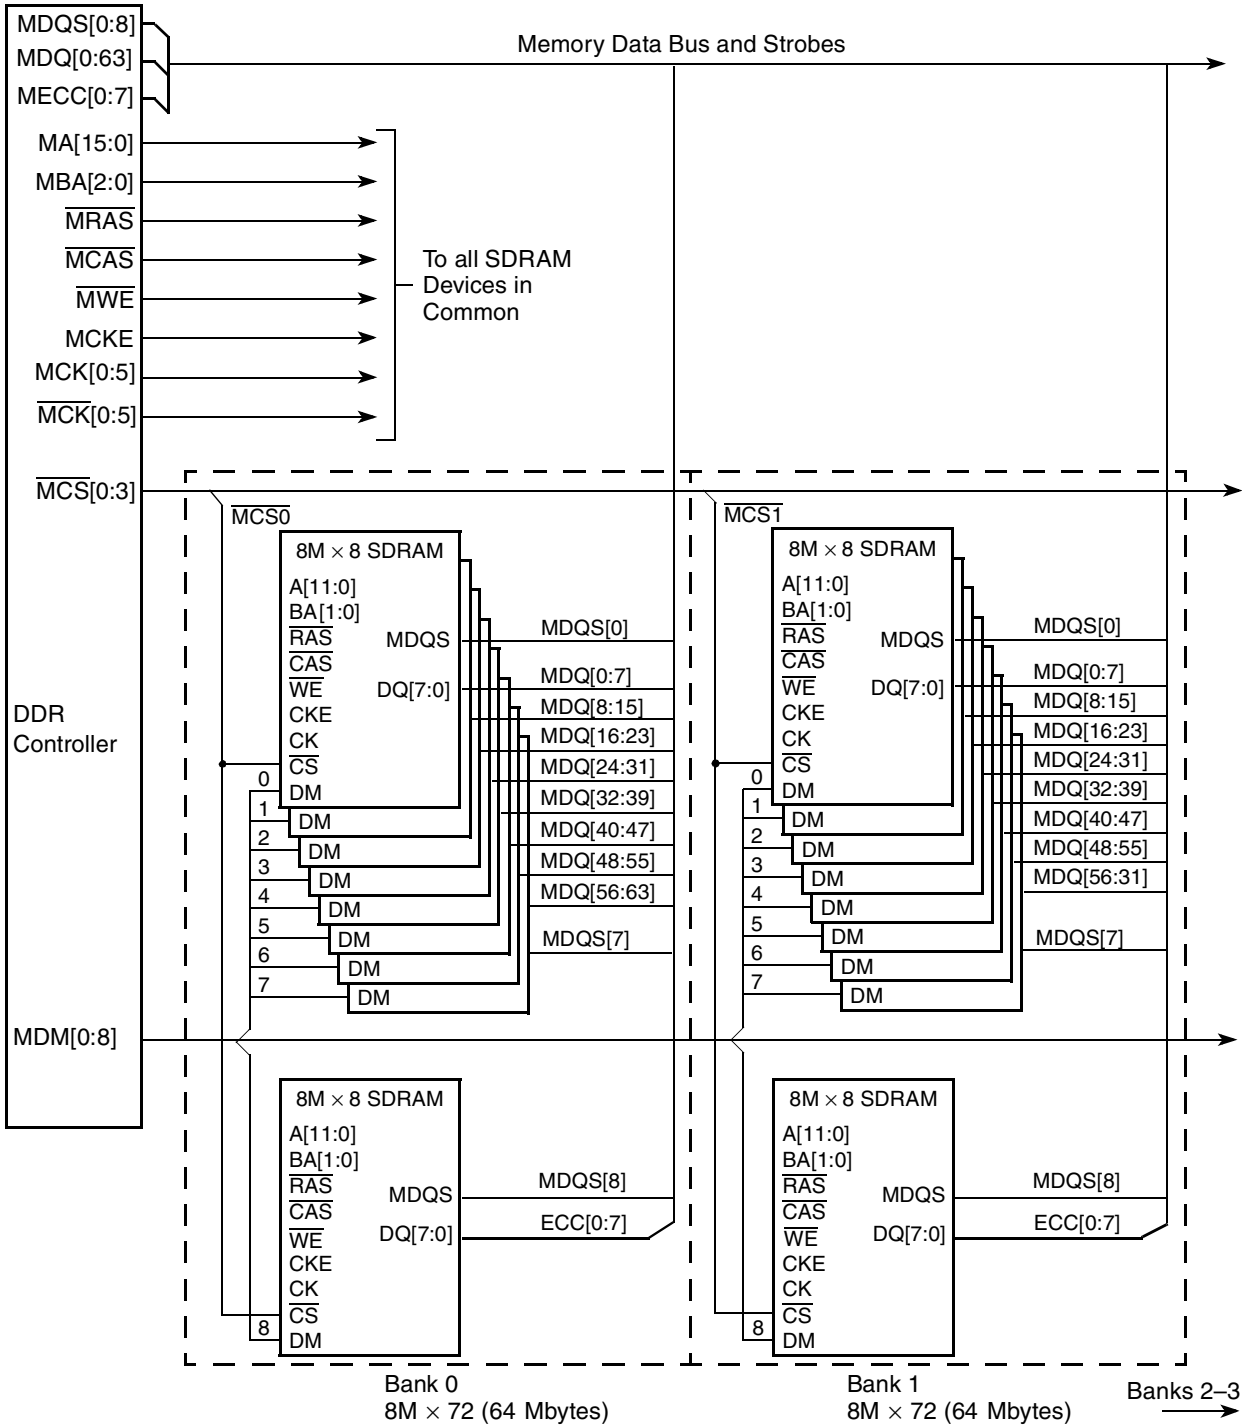 MDQS[0:8]
MDQ[0:63]
MECC[0:7]
Memory Data Bus and Strobes
MA[15:0]
MBA[2:0]
MRAS
MCAS
MWE
MCKE
MCK[0:5]
MCK[0:5]
To all SDRAM
Devices in
Common
MCS[0:3]
DDR
Controller
MDM[0:8]
MCS0
8M × 8 SDRAM
A[11:0]
BA[1:0]
RAS
CAS
WE
CKE
CK
CS
DM
MDQS
DQ[7:0]
0
1
2
3
4
5
6
7
DM
DM
DM
DM
DM
DM
DM
MDQS[0]
MDQ[0:7]
MDQ[8:15]
MDQ[16:23]
MDQ[24:31]
MDQ[32:39]
MDQ[40:47]
MDQ[48:55]
MDQ[56:63]
MDQS[7]
MCS1
8M × 8 SDRAM
A[11:0]
BA[1:0]
RAS
CAS
WE
CKE
CK
CS
DM
MDQS
DQ[7:0]
0
1
2
3
4
5
6
7
DM
DM
DM
DM
DM
DM
DM
MDQS[0]
MDQ[0:7]
MDQ[8:15]
MDQ[16:23]
MDQ[24:31]
MDQ[32:39]
MDQ[40:47]
MDQ[48:55]
MDQ[56:31]
MDQS[7]
8M × 8 SDRAM
A[11:0]
BA[1:0]
RAS
CAS
WE
CKE
CK
CS
DM
MDQS
DQ[7:0]
8
MDQS[8]
ECC[0:7]
8M × 8 SDRAM
A[11:0]
BA[1:0]
RAS
CAS
WE
CKE
CK
CS
DM
MDQS
DQ[7:0]
8
MDQS[8]
ECC[0:7]
Bank 0
8M × 72 (64 Mbytes)
Bank 1
8M × 72 (64 Mbytes)
Banks 2–3